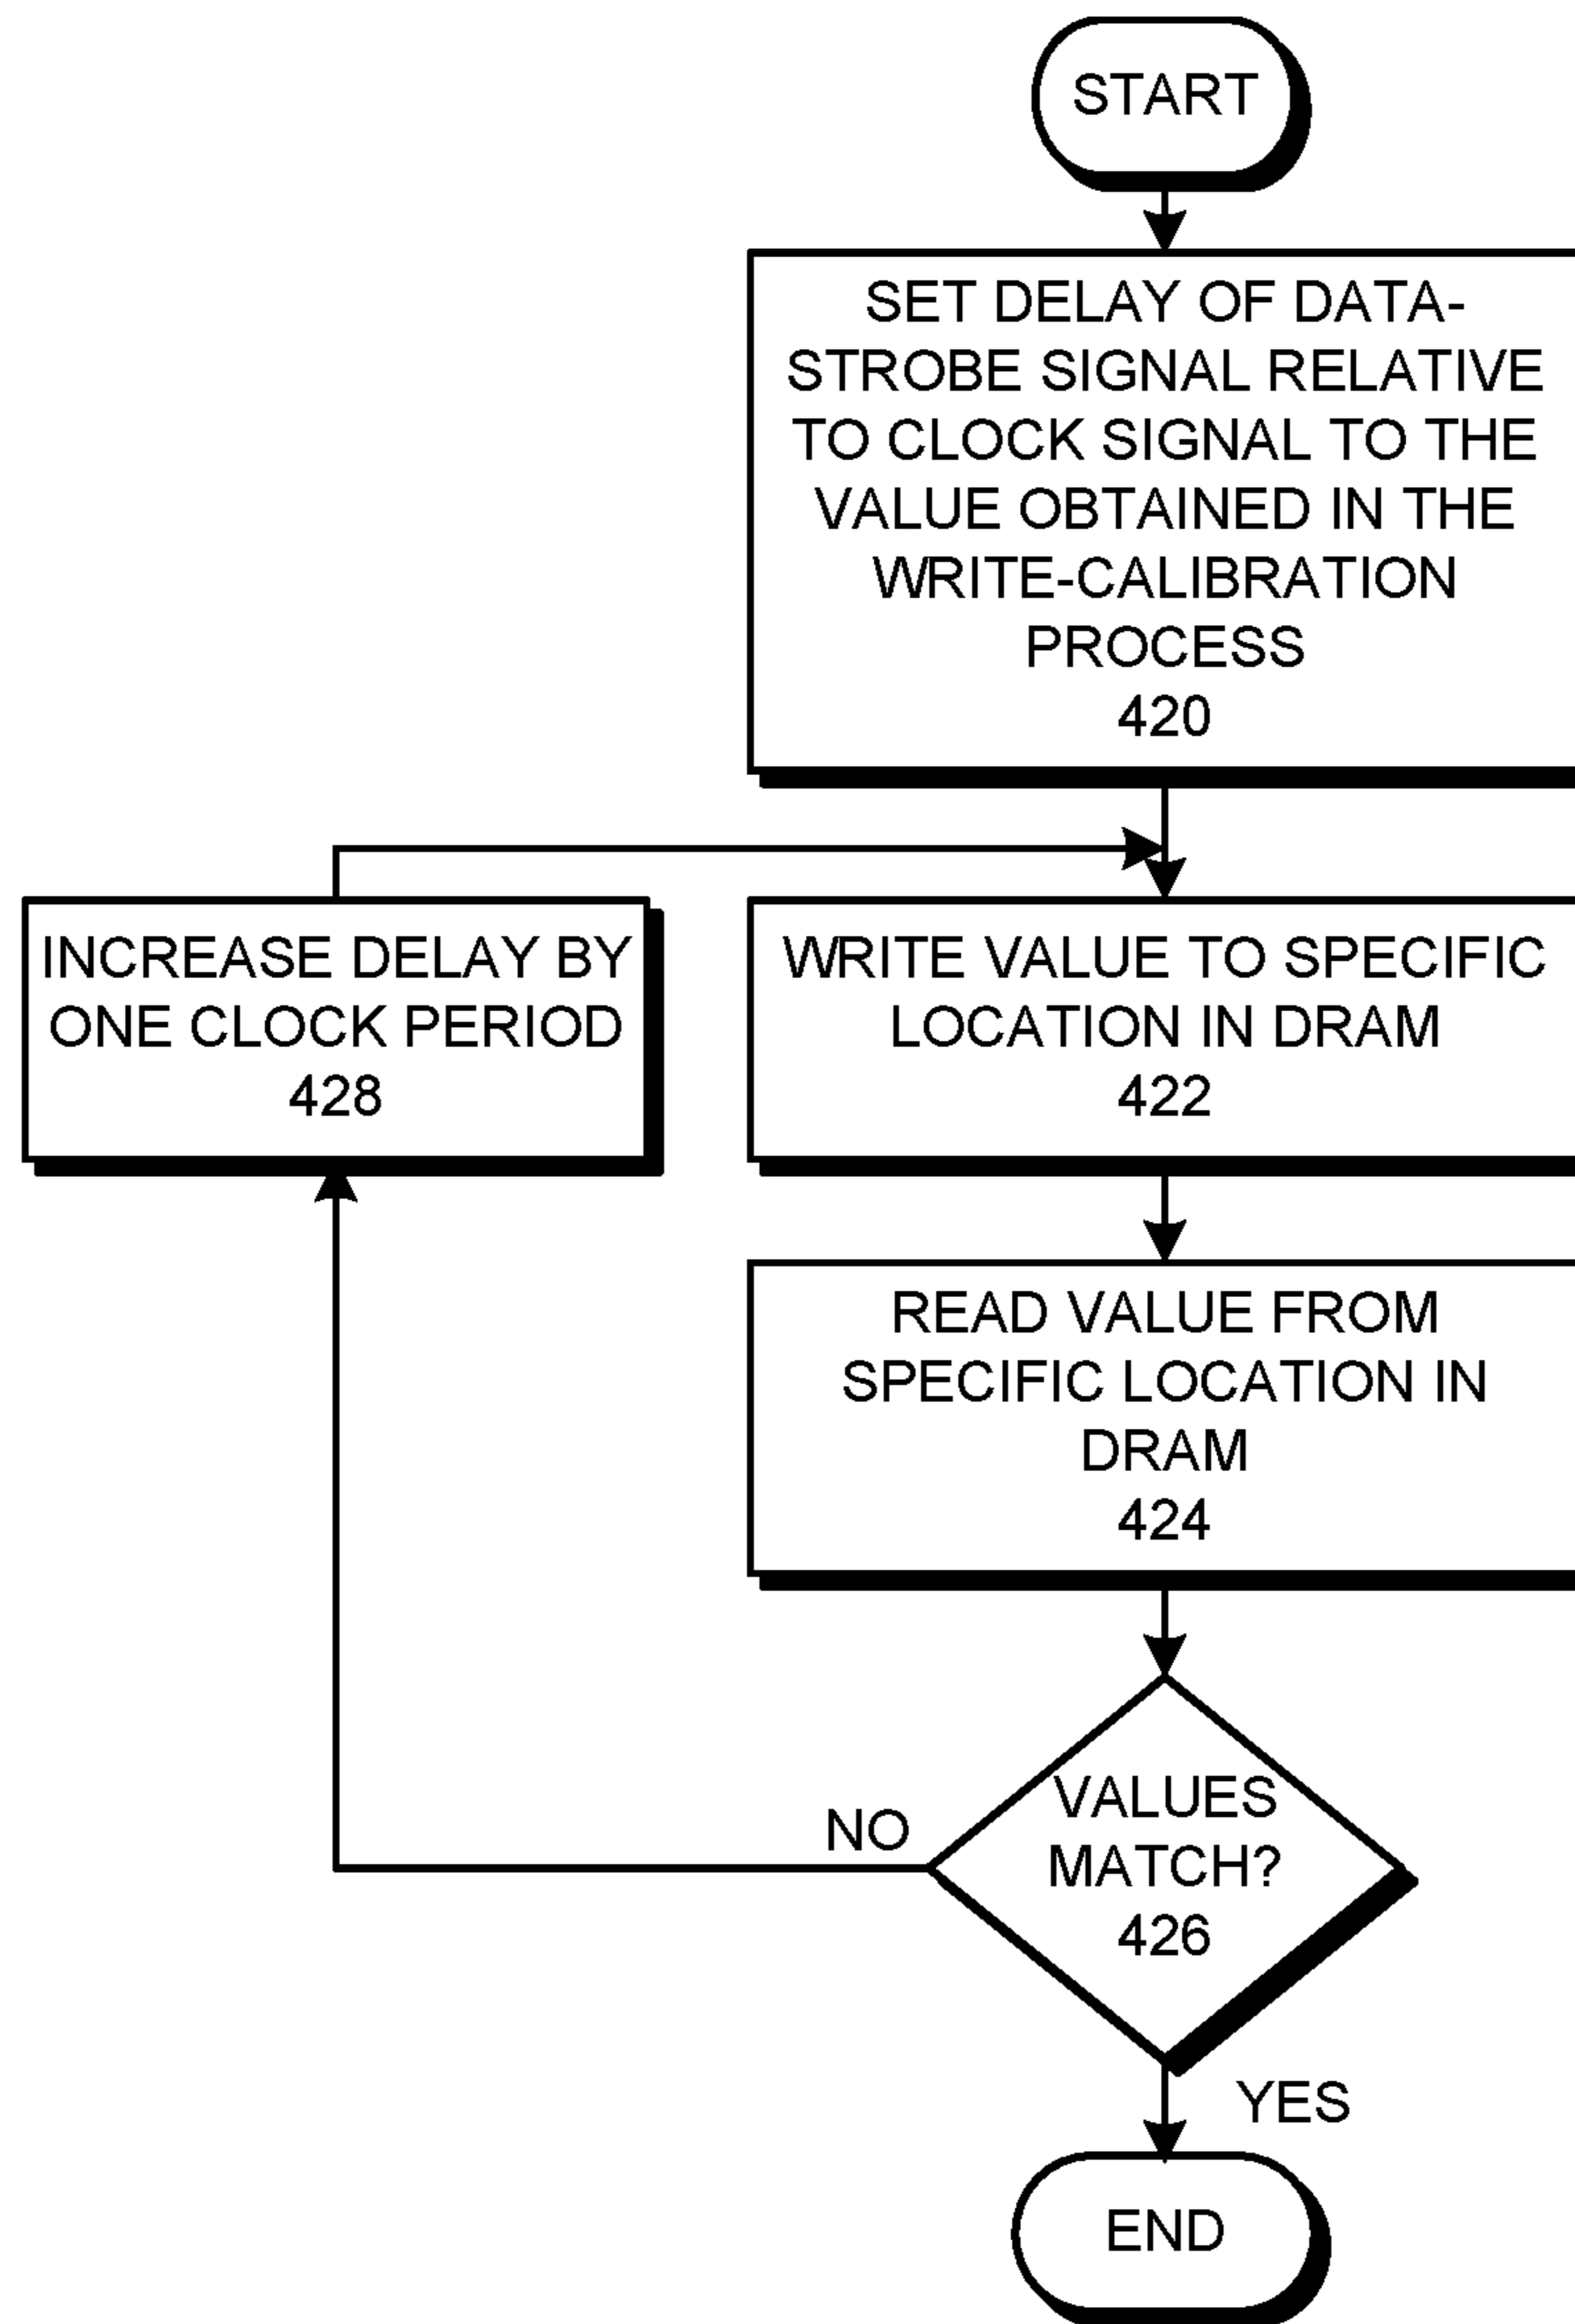 START
SET DELAY OF DATA-
STROBE SIGNAL RELATIVE
TO CLOCK SIGNAL TO THE
VALUE OBTAINED IN THE
WRITE-CALIBRATION
PROCESS
420
INCREASE DELAY BY
ONE CLOCK PERIOD
428
WRITE VALUE TO SPECIFIC
LOCATION IN DRAM
422
READ VALUE FROM
SPECIFIC LOCATION IN
DRAM
424
VALUES
MATCH?
426
NO
YES
END